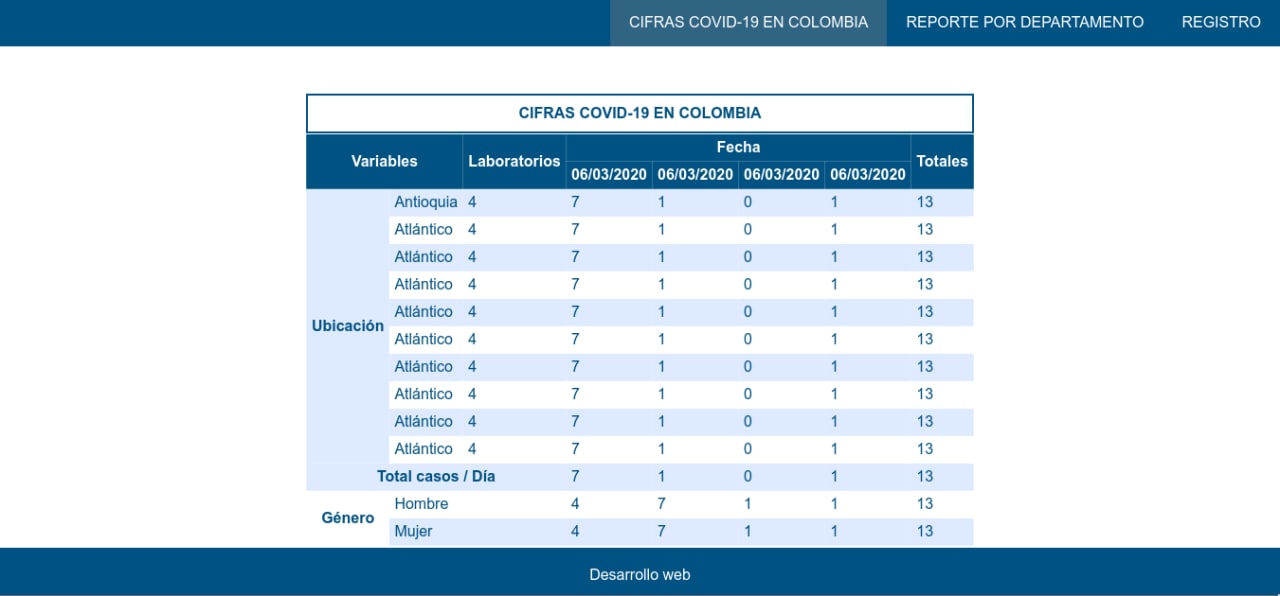 CIFRAS COVID-19 EN COLOMBIA REPORTE POR DEPARTAMENTO REGISTRO
CIFRAS COVID-19 EN COLOMBIA
Variables Laboratorios Fecha Totales
06/03/2020 06/03/2020 06/03/2020 06/03/2020
Ubicación
Antioquia 4 7 1 0 1 13
Atlántico 4 7 1 0 1 13
Atlántico 4 7 1 0 1 13
Atlántico 4 7 1 0 1 13
Atlántico 4 7 1 0 1 13
Atlántico 4 7 1 0 1 13
Atlántico 4 7 1 0 1 13
Atlántico 4 7 1 0 1 13
Atlántico 4 7 1 0 1 13
Atlántico 4 7 1 0 1 13
Total casos / Día 7 1 0 1 13
Género
Hombre 4 7 1 1 13
Mujer 4 7 1 1 13
Desarrollo web